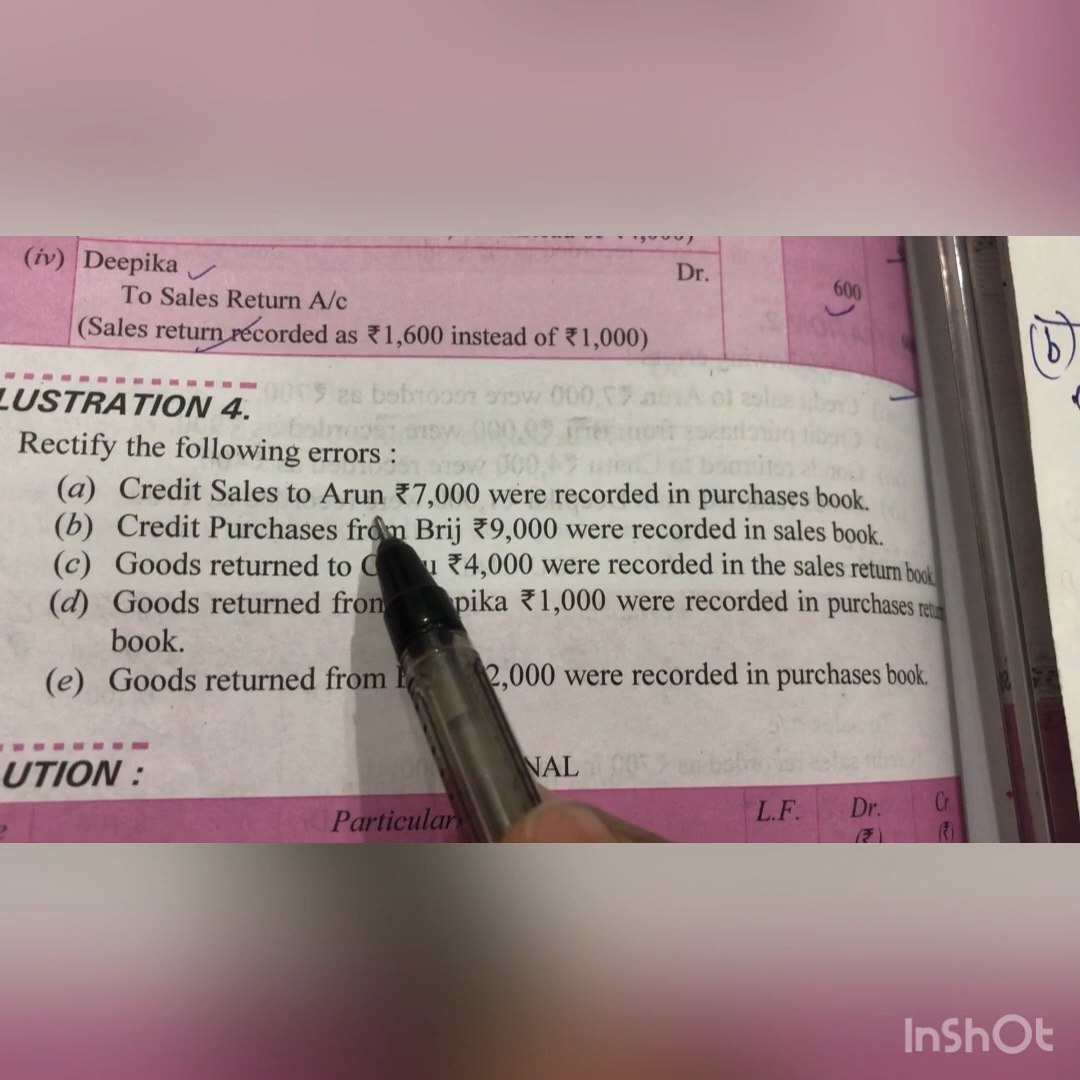 (iv) Deepika Dr. 600
To Sales Return A/c
(Sales return recorded as ₹1,600 instead of ₹1,000)
LUSTRATION 4.
Rectify the following errors :
(a) Credit Sales to Arun ₹7,000 were recorded in purchases book.
(b) Credit Purchases from Brij ₹9,000 were recorded in sales book.
(c) Goods returned to ₹4,000 were recorded in the sales return book
(d) Goods returned from pika ₹1,000 were recorded in purchases retu
book.
(e) Goods returned from 2,000 were recorded in purchases book.
UTION :
NAL
Particular L.F. Dr. Cr.
(₹) (₹)
(b)
InShOt